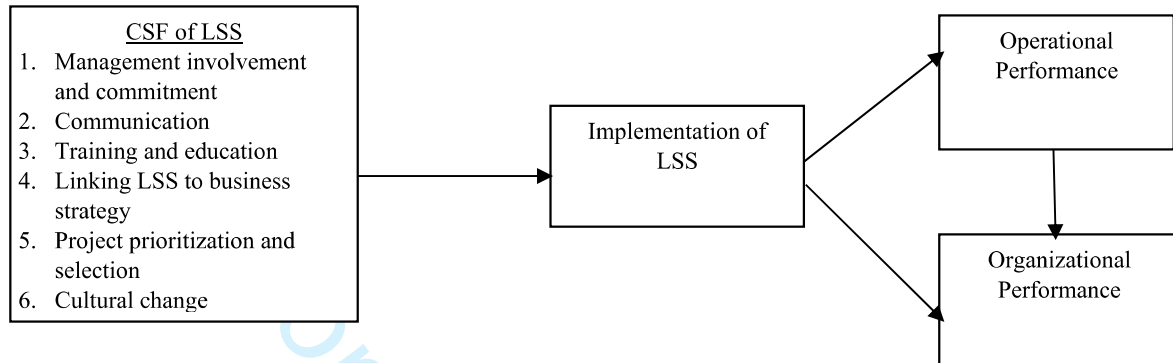 CSF of LSS
1. Management involvement
and commitment
2. Communication
3. Training and education
4. Linking LSS to business
strategy
5. Project prioritization and
selection
6. Cultural change
Implementation of
LSS
Operational
Performance
Organizational
Performance